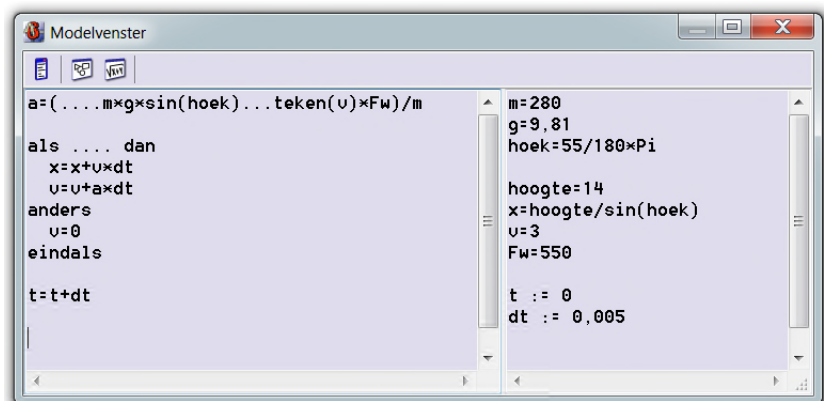 Modelvenster
a=(....m*g*sin(hoek)...teken(v)*Fw)/m
als .... dan
x=x+v*dt
v=v+a*dt
anders
v=0
eindals
t=t+dt
m=280
g=9,81
hoek=55/180*Pi
hoogte=14
x=hoogte/sin(hoek)
v=3
Fw=550
t := 0
dt := 0,005